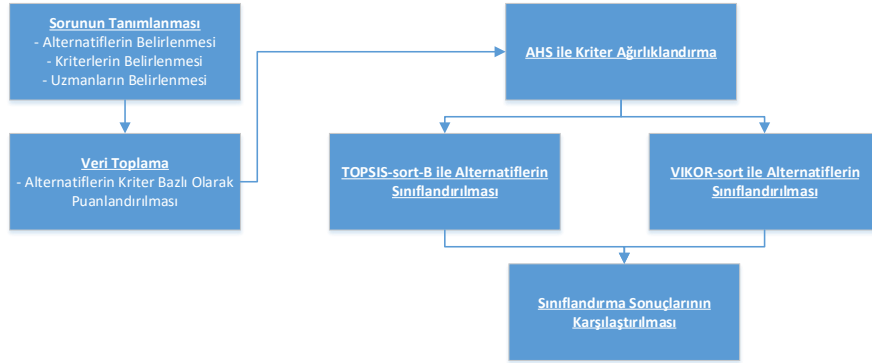 Sorunun Tanımlanması
- Alternatiflerin Belirlenmesi
- Kriterlerin Belirlenmesi
- Uzmanların Belirlenmesi
Veri Toplama
- Alternatiflerin Kriter Bazlı Olarak
Puanlandırılması
AHS ile Kriter Ağırlıklandırma
TOPSIS-sort-B ile Alternatiflerin
Sınıflandırılması
VIKOR-sort ile Alternatiflerin
Sınıflandırılması
Sınıflandırma Sonuçlarının
Karşılaştırılması